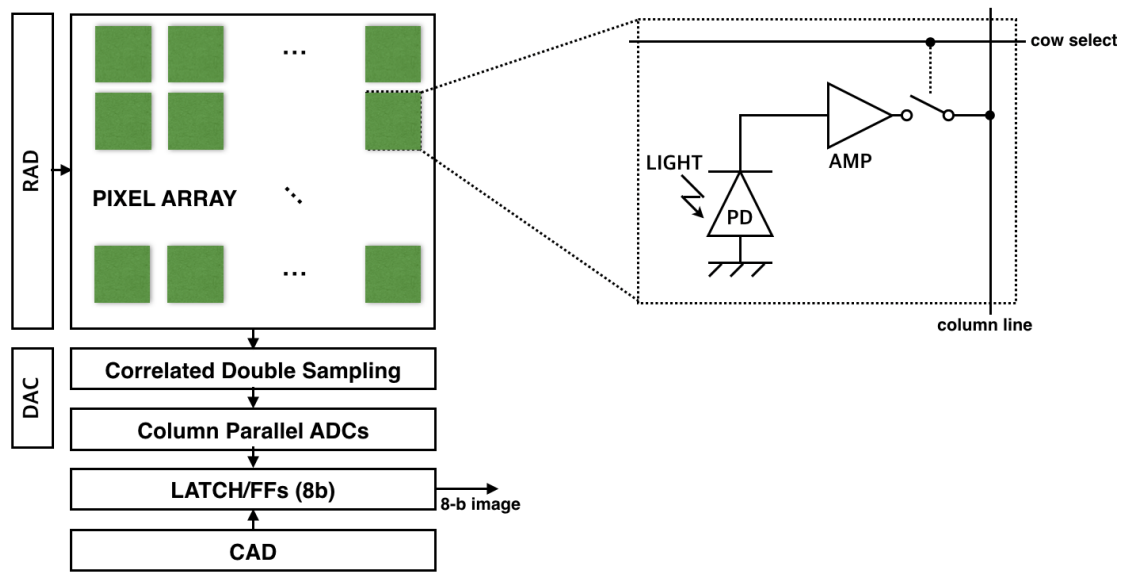 RAD
PIXEL ARRAY
...
...
...
cow select
AMP
LIGHT
PD
column line
DAC
Correlated Double Sampling
Column Parallel ADCs
LATCH/FFs (8b)
8-b image
CAD